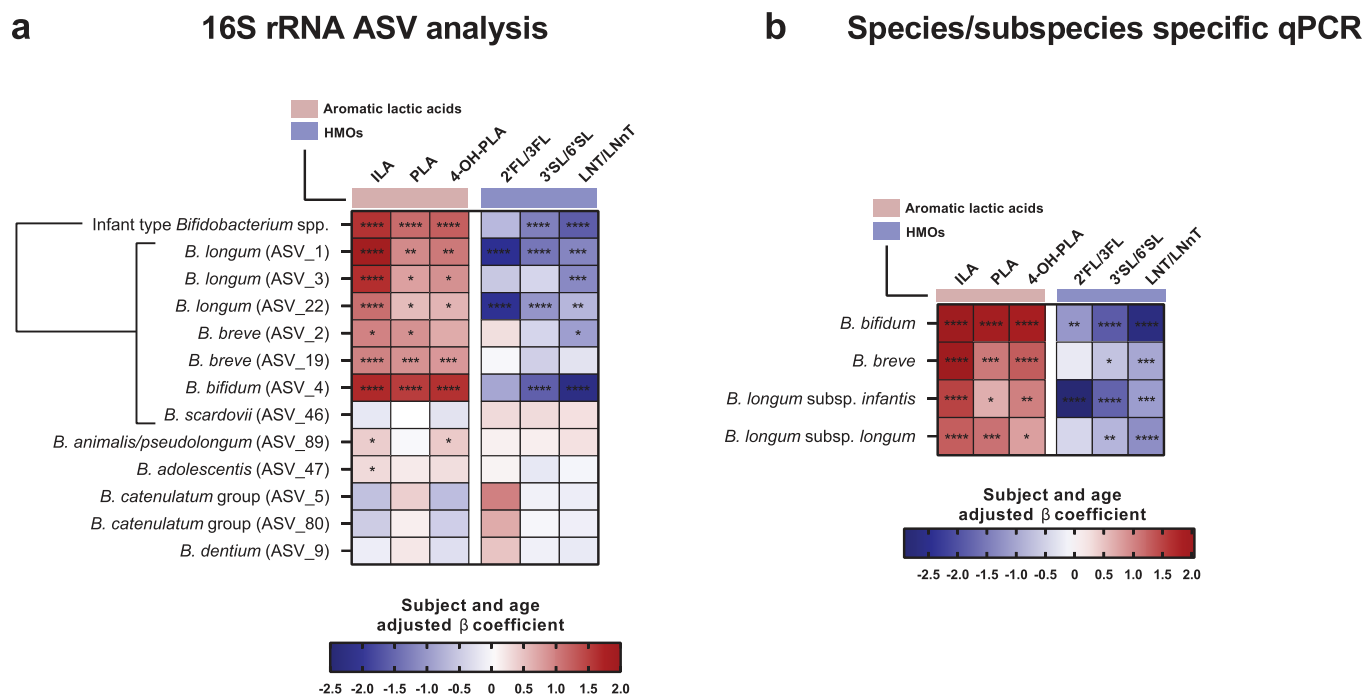 a 16S rRNA ASV analysis
Aromatic lactic acids
HMOs
ILA PLA 4-OH-PLA 2'FL/3FL 3'SL/6'SL LNT/LNnT
Infant type Bifidobacterium spp. **** **** **** **** ****
B. longum (ASV_1) **** ** ** **** **** ***
B. longum (ASV_3) **** * * ***
B. longum (ASV_22) **** * * **** **** **
B. breve (ASV_2) * * *
B. breve (ASV_19) **** *** ***
B. bifidum (ASV_4) **** **** **** **** ****
B. scardovii (ASV_46)
B. animalis/pseudolongum (ASV_89) * *
B. adolescentis (ASV_47) *
B. catenulatum group (ASV_5)
B. catenulatum group (ASV_80)
B. dentium (ASV_9)
Subject and age
adjusted β coefficient
-2.5 -2.0 -1.5 -1.0 -0.5 0 0.5 1.0 1.5 2.0
b Species/subspecies specific qPCR
Aromatic lactic acids
HMOs
ILA PLA 4-OH-PLA 2'FL/3FL 3'SL/6'SL LNT/LNnT
B. bifidum **** **** **** ** **** ****
B. breve **** *** **** * ***
B. longum subsp. infantis **** * ** **** **** ***
B. longum subsp. longum **** *** * ** ****
Subject and age
adjusted β coefficient
-2.5 -2.0 -1.5 -1.0 -0.5 0 0.5 1.0 1.5 2.0